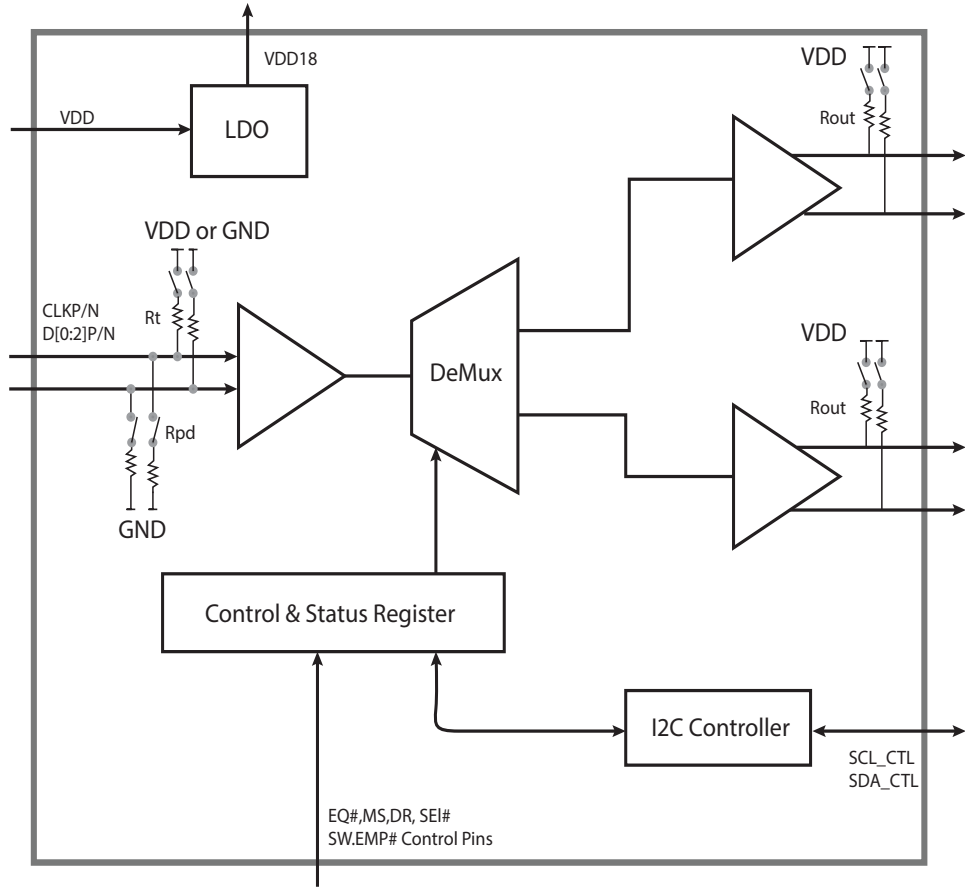 VDD18
VDD
LDO
VDD
Rout
VDD or GND
CLKP/N
D[0:2]P/N
Rt
DeMux
VDD
Rout
Rpd
GND
Control & Status Register
I2C Controller
SCL_CTL
SDA_CTL
EQ#,MS,DR, SEl#
SW.EMP# Control Pins